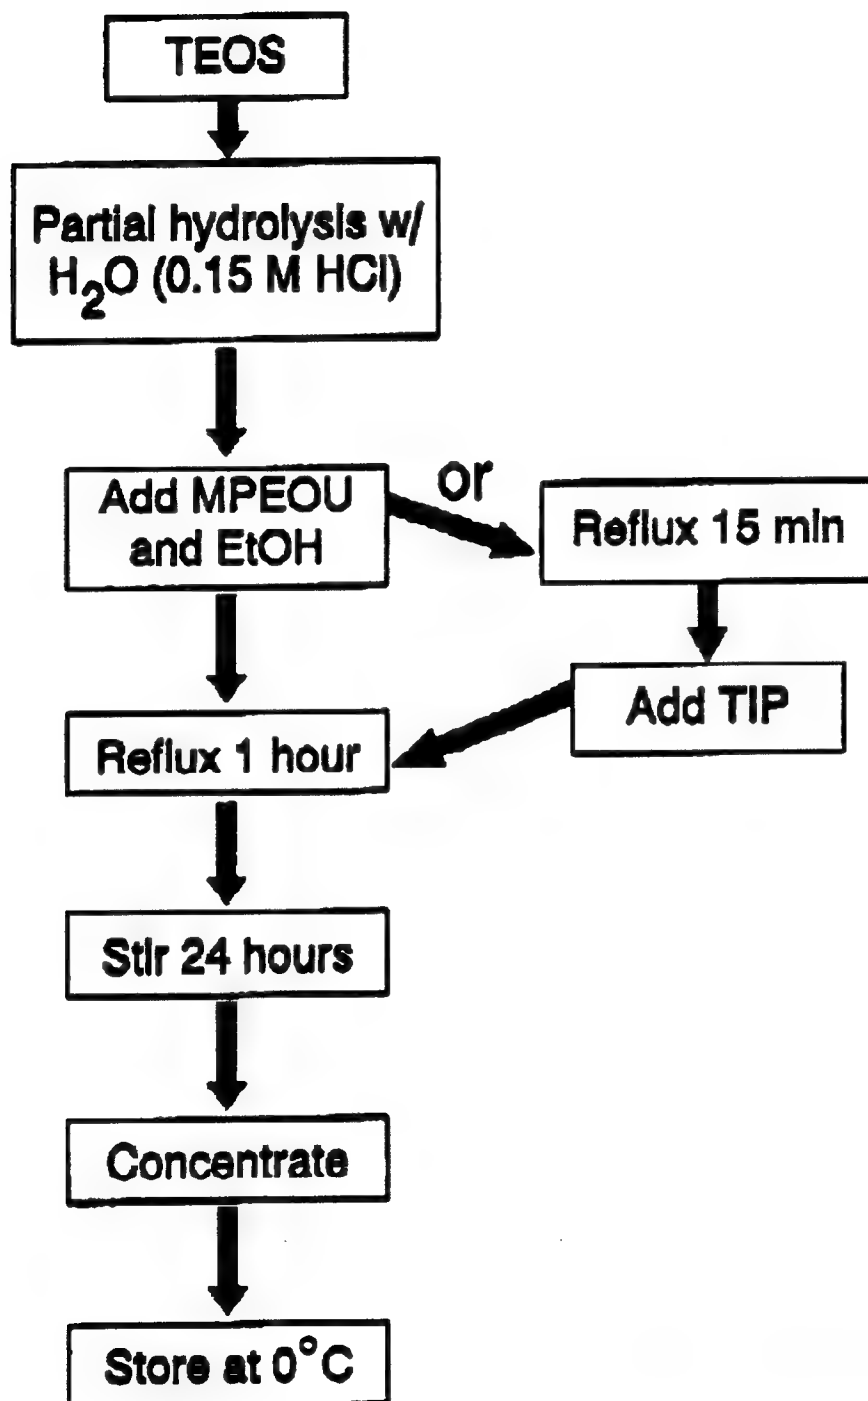 TEOS
Partial hydrolysis w/
H₂O (0.15 M HCl)
Add MPEOU
and EtOH
or
Reflux 15 min
Add TIP
Reflux 1 hour
Stir 24 hours
Concentrate
Store at 0°C